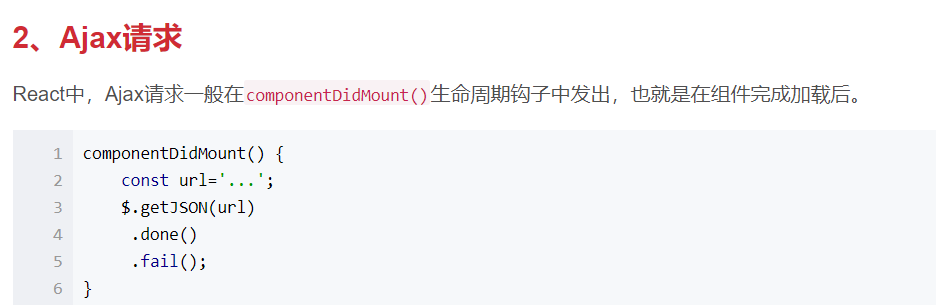 2、Ajax请求
React中，Ajax请求一般在componentDidMount()生命周期钩子中发出，也就是在组件完成加载后。
1 componentDidMount() {
2     const url='...';
3     $.getJSON(url)
4      .done()
5      .fail();
6 }